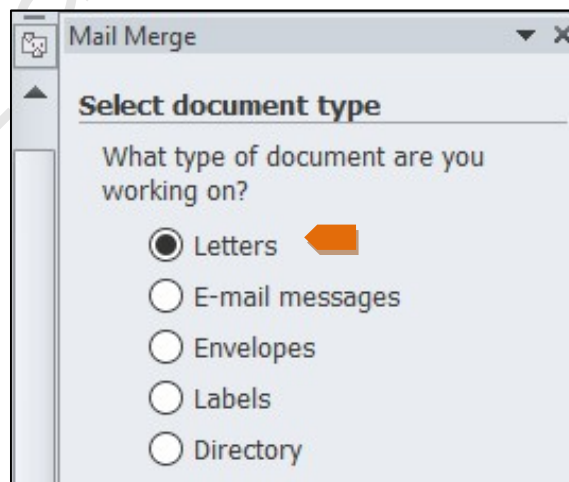 Mail Merge
Select document type
What type of document are you
working on?
Letters
E-mail messages
Envelopes
Labels
Directory